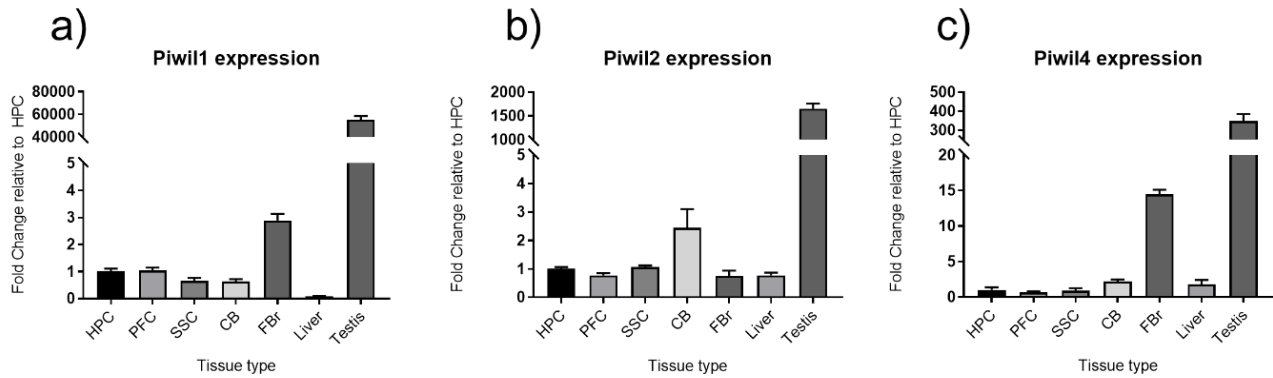 a)
Piwil1 expression
Fold Change relative to HPC
80000
60000
40000
5
4
3
2
1
0
HPC
PFC
SSC
CB
FBr
Liver
Testis
Tissue type
b)
Piwil2 expression
Fold Change relative to HPC
2000
1500
1000
5
4
3
2
1
0
HPC
PFC
SSC
CB
FBr
Liver
Testis
Tissue type
c)
Piwil4 expression
Fold Change relative to HPC
500
400
300
20
15
10
5
0
HPC
PFC
SSC
CB
FBr
Liver
Testis
Tissue type